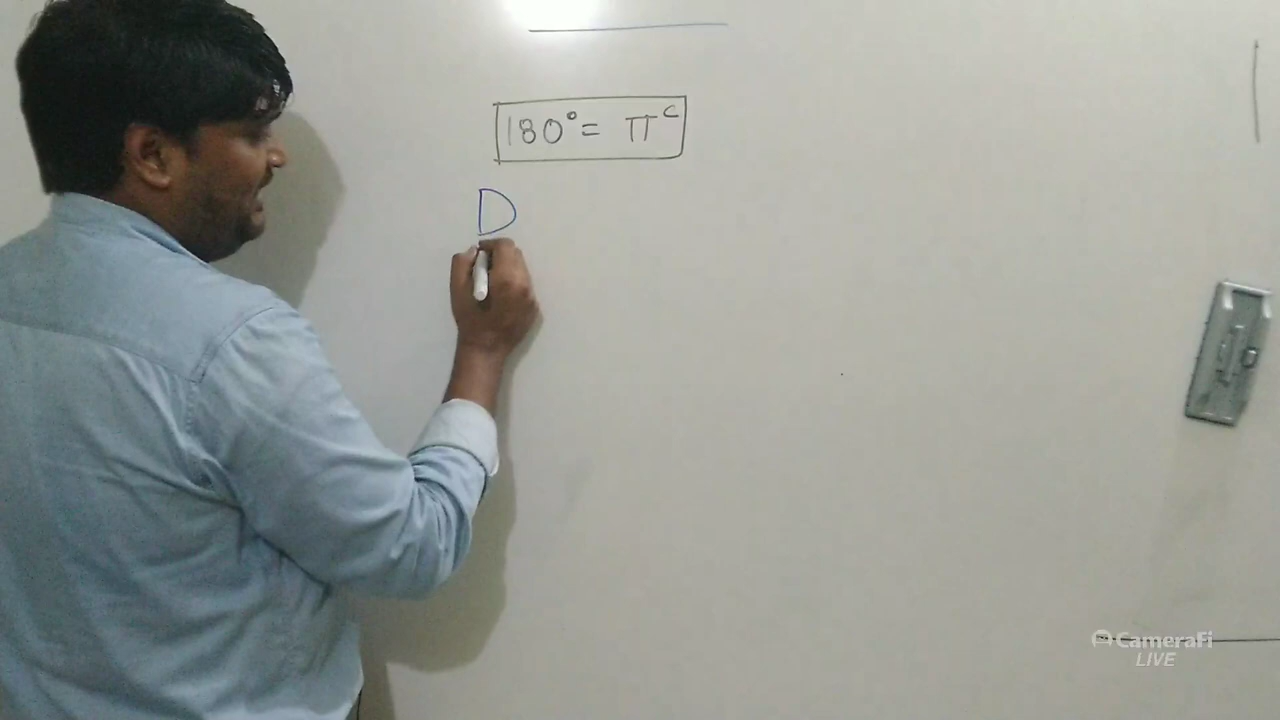 180° = π^c
D
CameraFi
LIVE